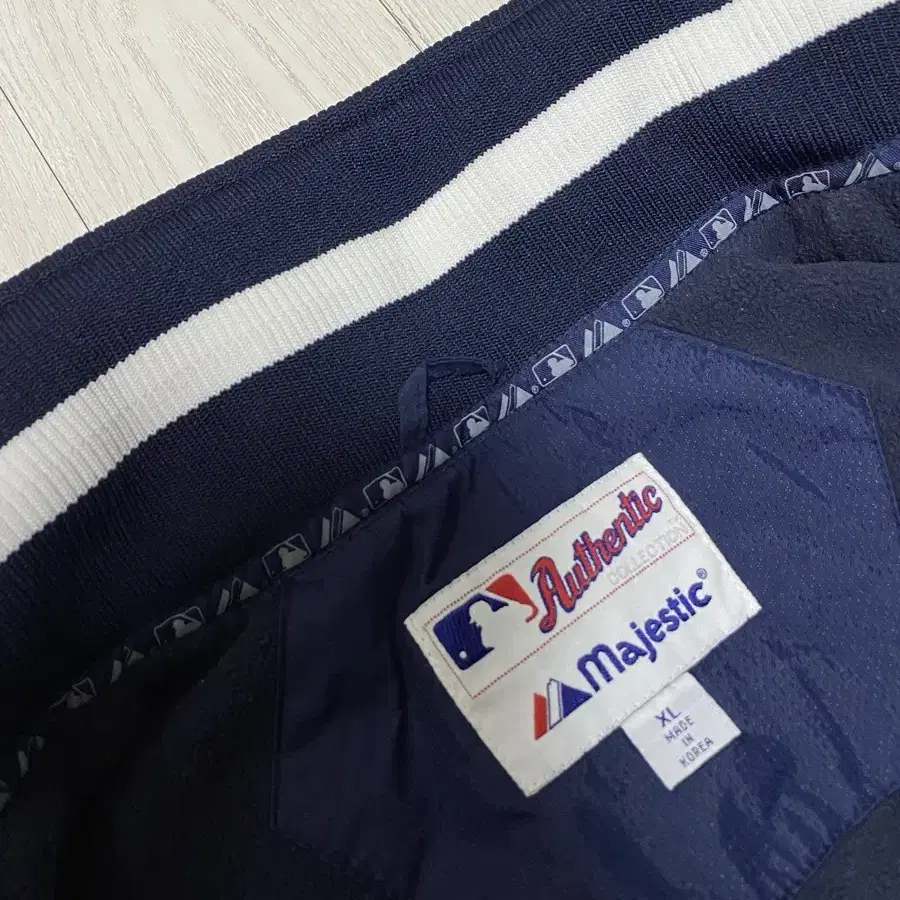 Authentic
COLLECTION
Majestic®
XL
MADE
IN
KOREA